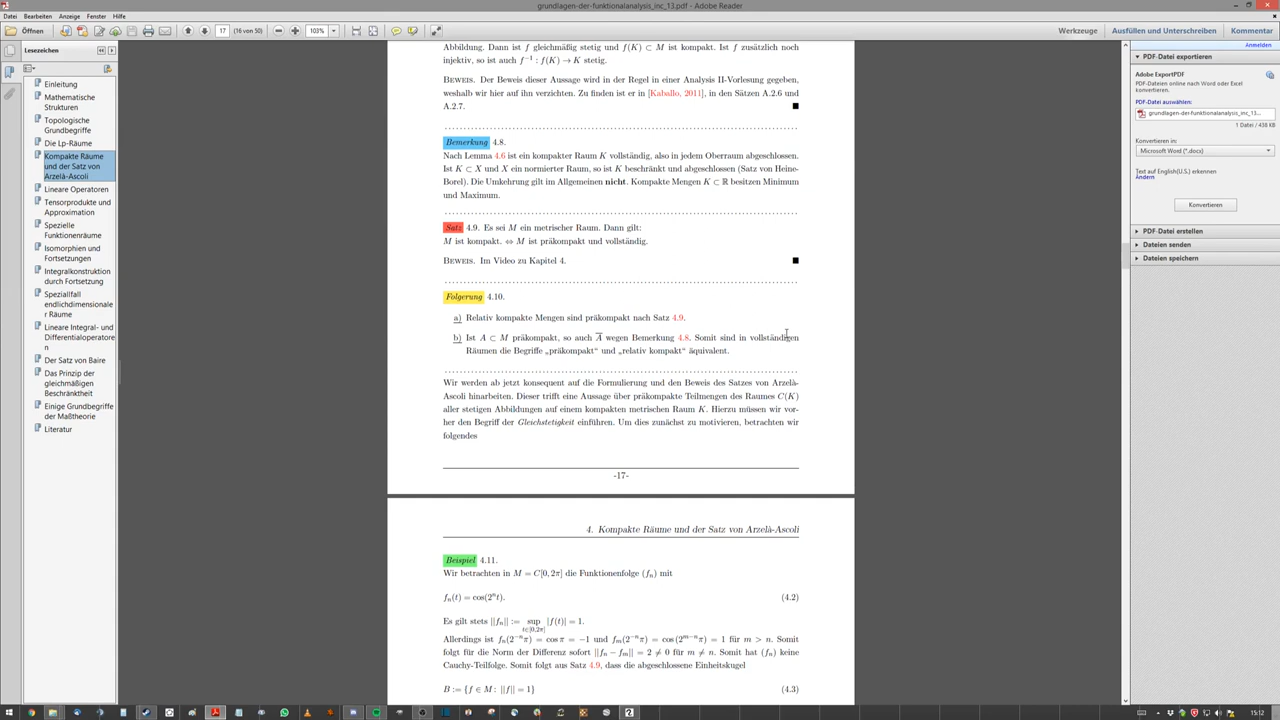 grundlagen-der-funktionalanalysis_inc_13.pdf - Adobe Reader
Datei Bearbeiten Anzeige Fenster Hilfe
Öffnen 17 (16 von 50) 103% Werkzeuge Ausfüllen und Unterschreiben Kommentar
Anmelden
Lesezeichen
Einleitung
Mathematische
Strukturen
Topologische
Grundbegriffe
Die Lp-Räume
Kompakte Räume
und der Satz von
Arzelà-Ascoli
Lineare Operatoren
Tensorprodukte und
Approximation
Spezielle
Funktionenräume
Isomorphien und
Fortsetzungen
Integralkonstruktion
durch Fortsetzung
Spezialfall
endlichdimensionale
r Räume
Lineare Integral- und
Differentialoperatore
n
Der Satz von Baire
Das Prinzip der
gleichmäßigen
Beschränktheit
Einige Grundbegriffe
der Maßtheorie
Literatur
Abbildung. Dann ist f gleichmäßig stetig und f(K) ⊂ M ist kompakt. Ist f zusätzlich noch
injektiv, so ist auch f⁻¹ : f(K) → K stetig.
Beweis. Der Beweis dieser Aussage wird in der Regel in einer Analysis II-Vorlesung gegeben,
weshalb wir hier auf ihn verzichten. Zu finden ist er in [Kaballo, 2011], in den Sätzen A.2.6 und
A.2.7. ■
Bemerkung 4.8.
Nach Lemma 4.6 ist ein kompakter Raum K vollständig, also in jedem Oberraum abgeschlossen.
Ist K ⊂ X und X ein normierter Raum, so ist K beschränkt und abgeschlossen (Satz von Heine-
Borel). Die Umkehrung gilt im Allgemeinen nicht. Kompakte Mengen K ⊂ ℝ besitzen Minimum
und Maximum.
Satz 4.9. Es sei M ein metrischer Raum. Dann gilt:
M ist kompakt. ⇔ M ist präkompakt und vollständig.
Beweis. Im Video zu Kapitel 4. ■
Folgerung 4.10.
a) Relativ kompakte Mengen sind präkompakt nach Satz 4.9.
b) Ist A ⊂ M präkompakt, so auch A̅ wegen Bemerkung 4.8. Somit sind in vollständigen
Räumen die Begriffe „präkompakt“ und „relativ kompakt“ äquivalent.
Wir werden ab jetzt konsequent auf die Formulierung und den Beweis des Satzes von Arzelà-
Ascoli hinarbeiten. Dieser trifft eine Aussage über präkompakte Teilmengen des Raumes C(K)
aller stetigen Abbildungen auf einem kompakten metrischen Raum K. Hierzu müssen wir vor-
her den Begriff der Gleichstetigkeit einführen. Um dies zunächst zu motivieren, betrachten wir
folgendes
-17-
4. Kompakte Räume und der Satz von Arzelà-Ascoli
Beispiel 4.11.
Wir betrachten in M = C[0, 2π] die Funktionenfolge (fₙ) mit
fₙ(t) = cos(2ⁿt). (4.2)
Es gilt stets ||fₙ|| := sup |f(t)| = 1.
t∈[0,2π]
Allerdings ist fₙ(2⁻ⁿπ) = cos π = −1 und fₘ(2⁻ⁿπ) = cos(2ᵐ⁻ⁿπ) = 1 für m > n. Somit
folgt für die Norm der Differenz sofort ||fₙ − fₘ|| = 2 ≠ 0 für m ≠ n. Somit hat (fₙ) keine
Cauchy-Teilfolge. Somit folgt aus Satz 4.9, dass die abgeschlossene Einheitskugel
B := {f ∈ M : ||f|| = 1} (4.3)
PDF-Datei exportieren
Adobe ExportPDF
PDF-Dateien online nach Word oder Excel
konvertieren.
PDF-Datei auswählen:
grundlagen-der-funktionalanalysis_inc_13...
1 Datei / 438 KB
Konvertieren in:
Microsoft Word (*.docx)
Text auf English(U.S.) erkennen
Ändern
Konvertieren
PDF-Datei erstellen
Dateien senden
Dateien speichern
15:12